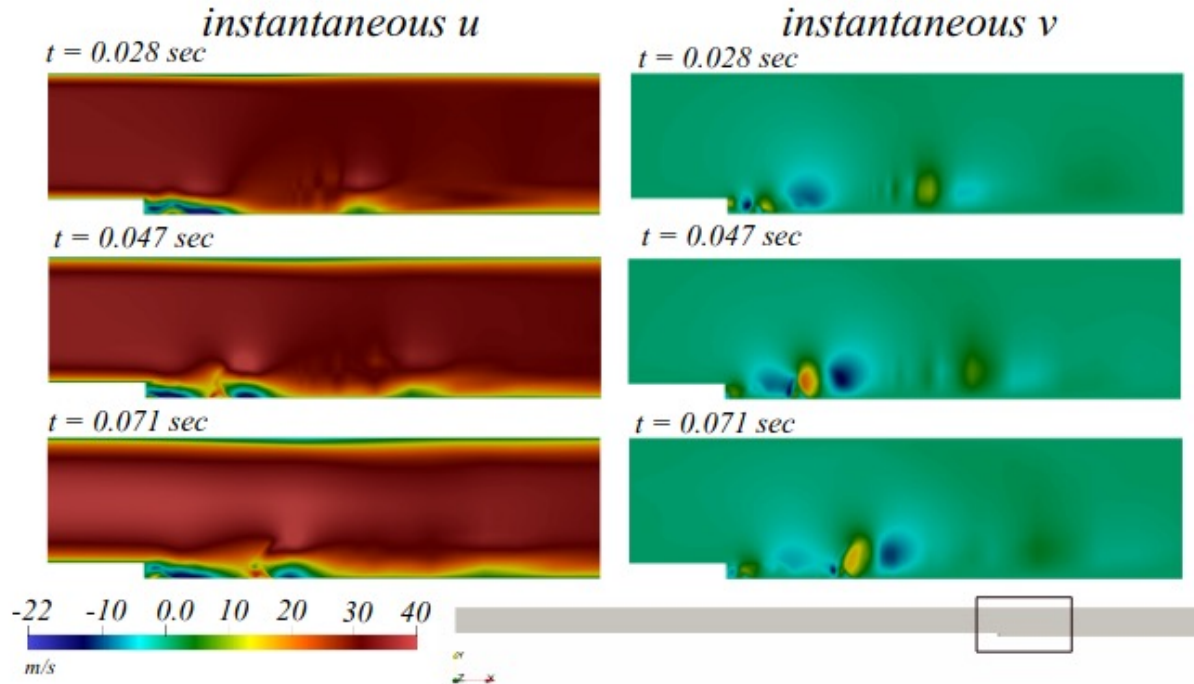 instantaneous u instantaneous v
t = 0.028 sec t = 0.028 sec
t = 0.047 sec t = 0.047 sec
t = 0.071 sec t = 0.071 sec
-22 -10 0.0 10 20 30 40
m/s
Y
Z X